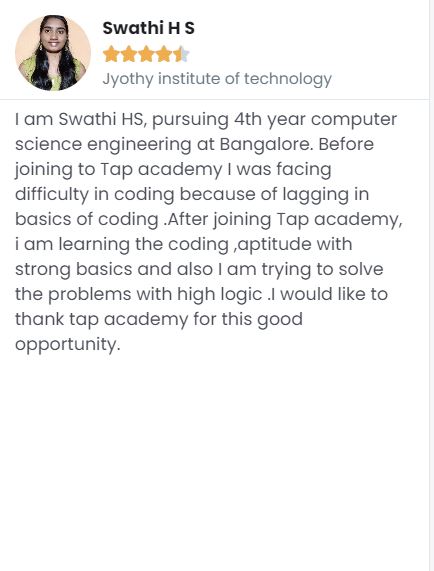 Swathi H S
Jyothy institute of technology
I am Swathi HS, pursuing 4th year computer
science engineering at Bangalore. Before
joining to Tap academy I was facing
difficulty in coding because of lagging in
basics of coding .After joining Tap academy,
i am learning the coding ,aptitude with
strong basics and also I am trying to solve
the problems with high logic .I would like to
thank tap academy for this good
opportunity.